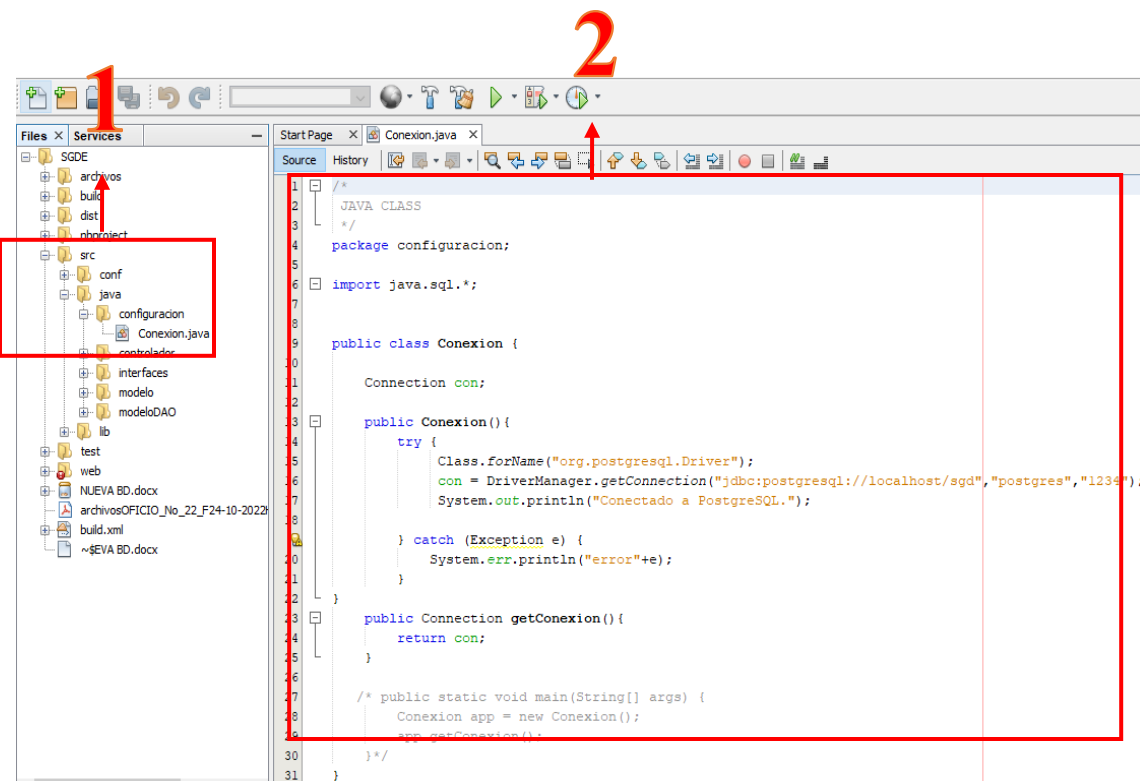 2
1
Files Services
Start Page Conexion.java
Source History
SGDE
archivos
build
dist
nbproject
src
conf
java
configuracion
Conexion.java
controlador
interfaces
modelo
modeloDAO
lib
test
web
NUEVA BD.docx
archivosOFICIO_No_22_F24-10-2022
build.xml
~$EVA BD.docx
1 /*
2 JAVA CLASS
3 */
4 package configuracion;
5
6 import java.sql.*;
7
8
9 public class Conexion {
10
11 Connection con;
12
13 public Conexion(){
14 try {
15 Class.forName("org.postgresql.Driver");
16 con = DriverManager.getConnection("jdbc:postgresql://localhost/sgd","postgres","1234");
17 System.out.println("Conectado a PostgreSQL.");
18
} catch (Exception e) {
20 System.err.println("error"+e);
21 }
22 }
23 public Connection getConexion(){
24 return con;
25 }
26
27 /* public static void main(String[] args) {
28 Conexion app = new Conexion();
29 app.getConexion();
30 }*/
31 }